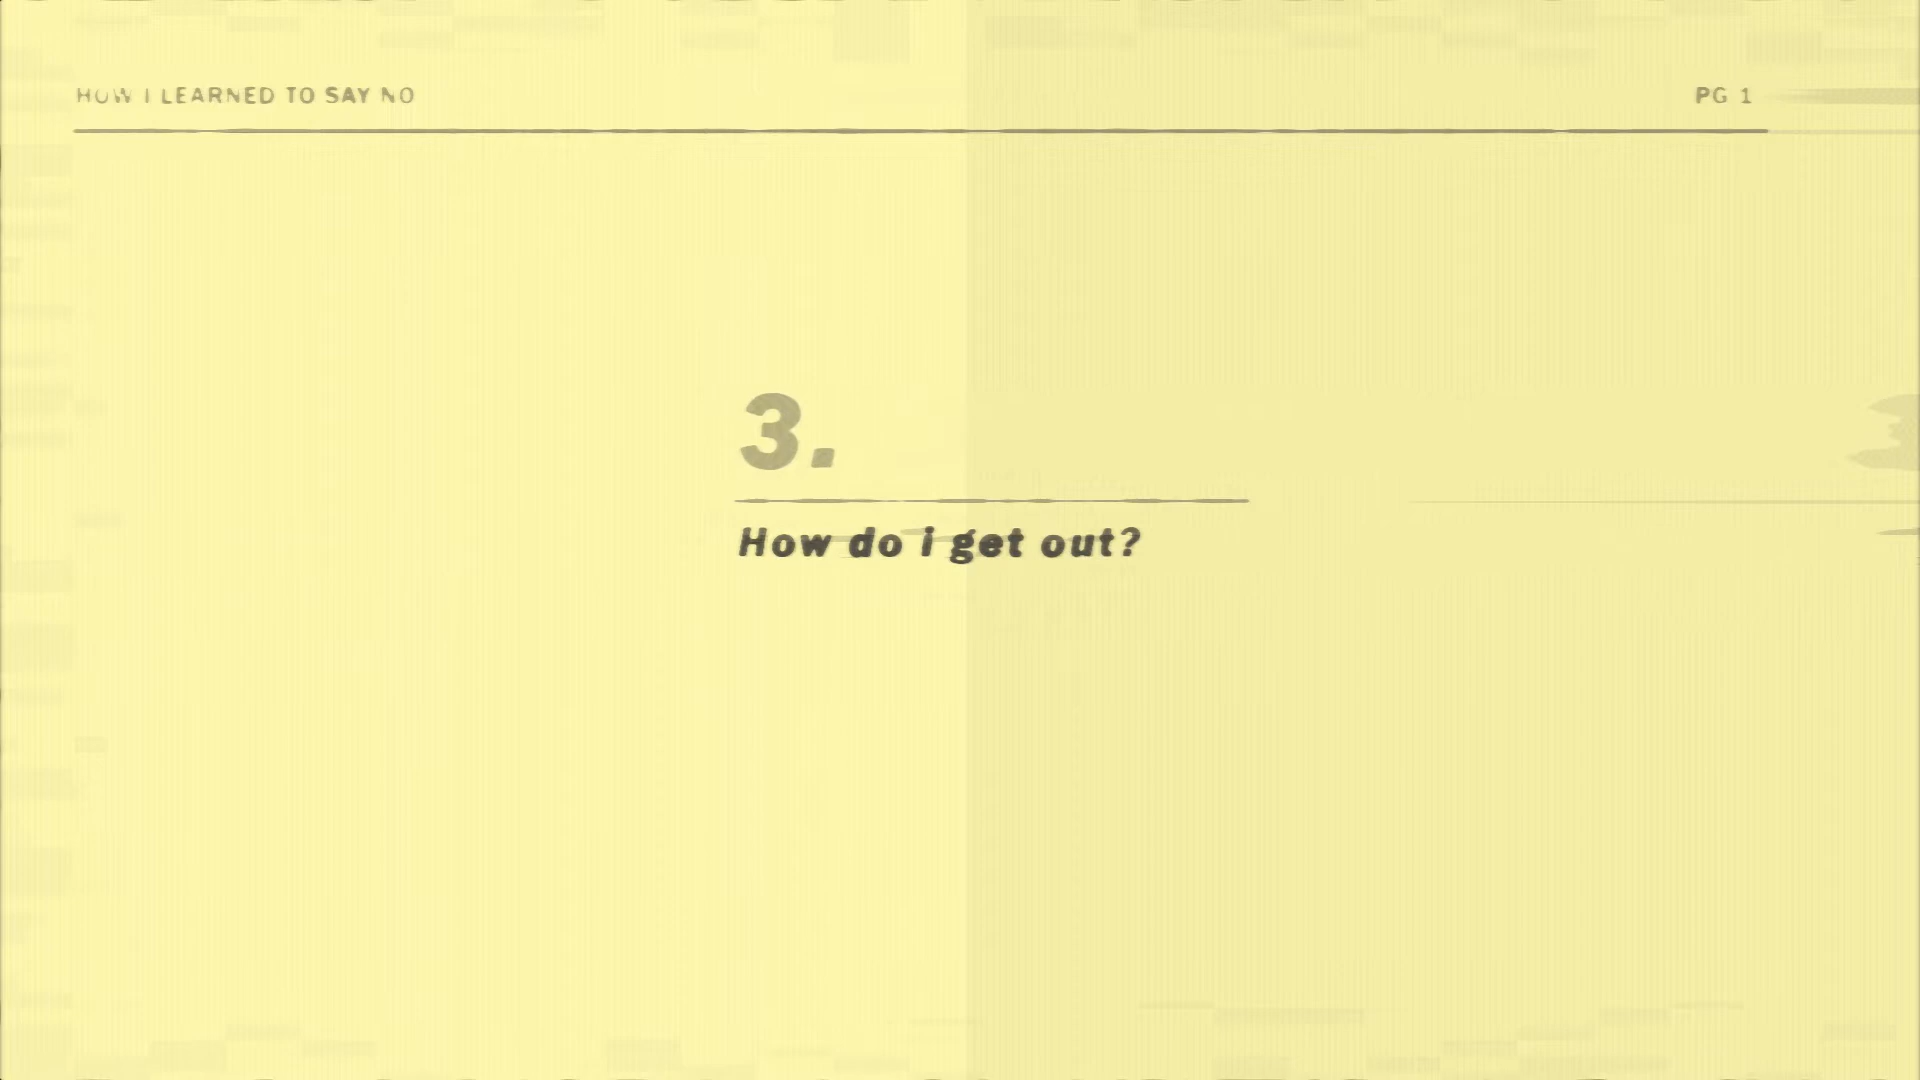 HOW I LEARNED TO SAY NO
PG 1
3.
How do i get out?